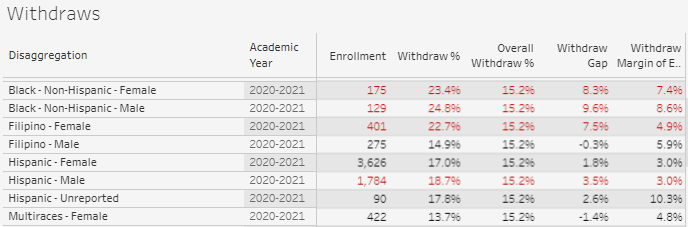 Withdraws
Disaggregation Academic Year Enrollment Withdraw % Overall Withdraw % Withdraw Gap Withdraw Margin of E..
Black - Non-Hispanic - Female 2020-2021 175 23.4% 15.2% 8.3% 7.4%
Black - Non-Hispanic - Male 2020-2021 129 24.8% 15.2% 9.6% 8.6%
Filipino - Female 2020-2021 401 22.7% 15.2% 7.5% 4.9%
Filipino - Male 2020-2021 275 14.9% 15.2% -0.3% 5.9%
Hispanic - Female 2020-2021 3,626 17.0% 15.2% 1.8% 3.0%
Hispanic - Male 2020-2021 1,784 18.7% 15.2% 3.5% 3.0%
Hispanic - Unreported 2020-2021 90 17.8% 15.2% 2.6% 10.3%
Multiraces - Female 2020-2021 422 13.7% 15.2% -1.4% 4.8%